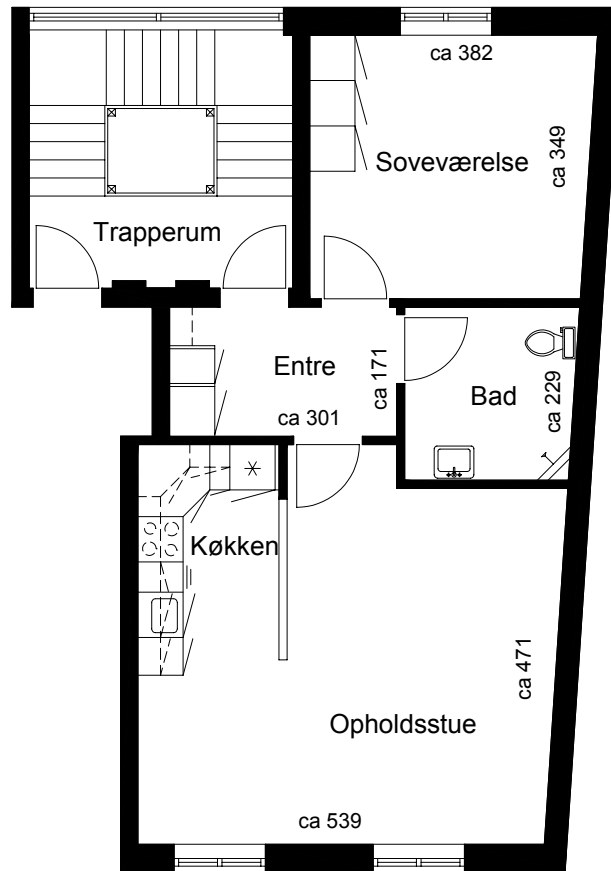 ca 382
ca 349
Soveværelse
Trapperum
Entre
ca 171
ca 301
Bad
ca 229
Køkken
ca 471
Opholdsstue
ca 539